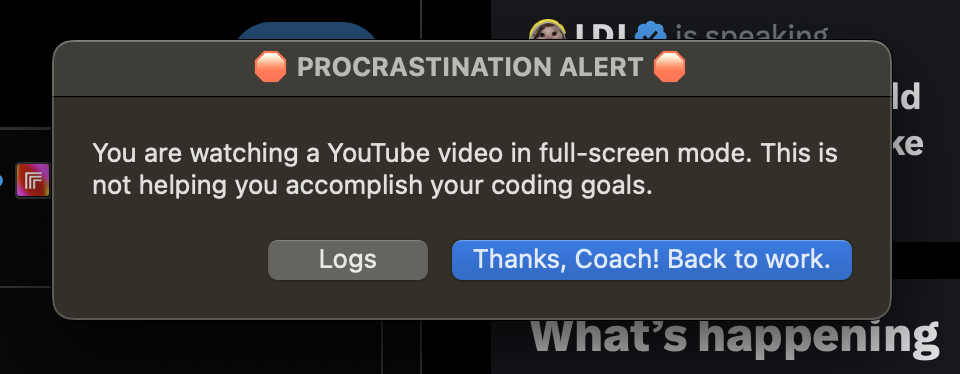 is speaking
🛑 PROCRASTINATION ALERT 🛑
You are watching a YouTube video in full-screen mode. This is
not helping you accomplish your coding goals.
Logs
Thanks, Coach! Back to work.
What's happening